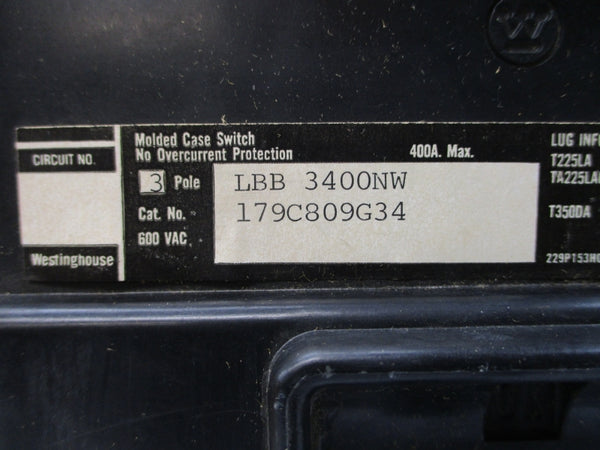 W
Molded Case Switch
No Overcurrent Protection
400A. Max.
CIRCUIT NO.
3 Pole
LBB 3400NW
Cat. No.
179C809G34
600 VAC
Westinghouse
LUG INF
T225LA
TA225LA
T350DA
229P153H